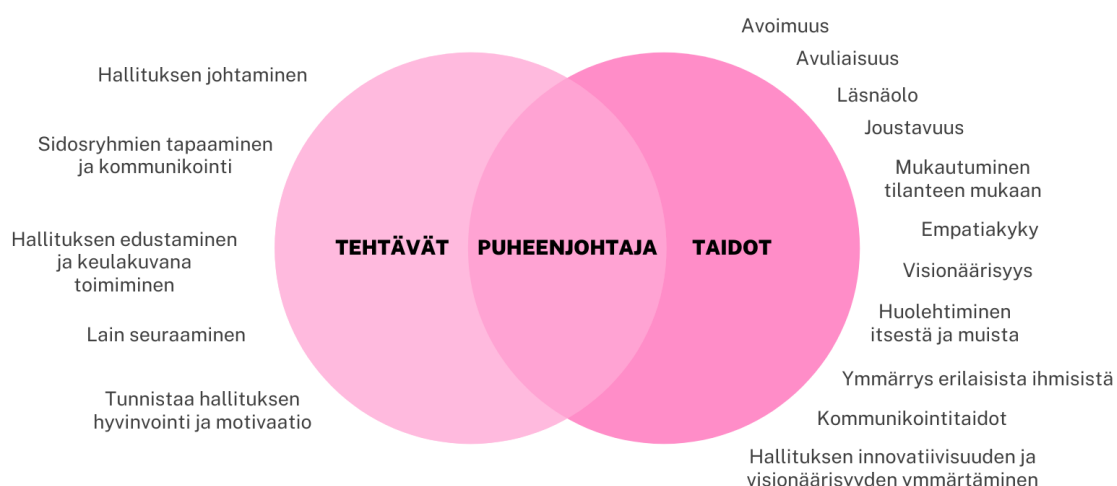 Hallituksen johtaminen
Sidosryhmien tapaaminen
ja kommunikointi
Hallituksen edustaminen
ja keulakuvana
toimiminen
Lain seuraaminen
Tunnistaa hallituksen
hyvinvointi ja motivaatio
TEHTÄVÄT
PUHEENJOHTAJA
TAIDOT
Avoimuus
Avuliaisuus
Läsnäolo
Joustavuus
Mukautuminen
tilanteen mukaan
Empatiakyky
Visionäärisyys
Huolehtiminen
itsestä ja muista
Ymmärrys erilaisista ihmisistä
Kommunikointitaidot
Hallituksen innovatiivisuuden ja
visionäärisyyden ymmärtäminen